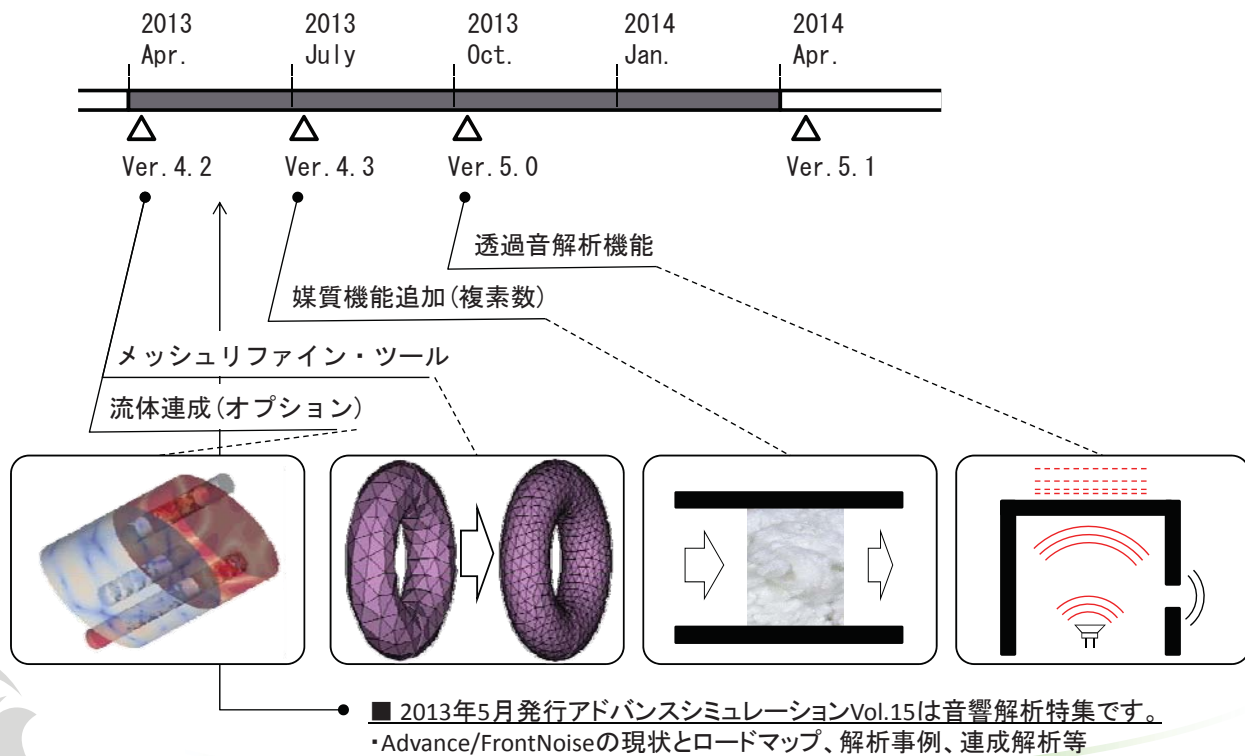 2013 2013 2013 2014 2014
Apr. July Oct. Jan. Apr.
Ver.4.2 Ver.4.3 Ver.5.0 Ver.5.1
透過音解析機能
媒質機能追加(複素数)
メッシュリファイン・ツール
流体連成(オプション)
■ 2013年5月発行アドバンスシミュレーションVol.15は音響解析特集です。
・Advance/FrontNoiseの現状とロードマップ、解析事例、連成解析等